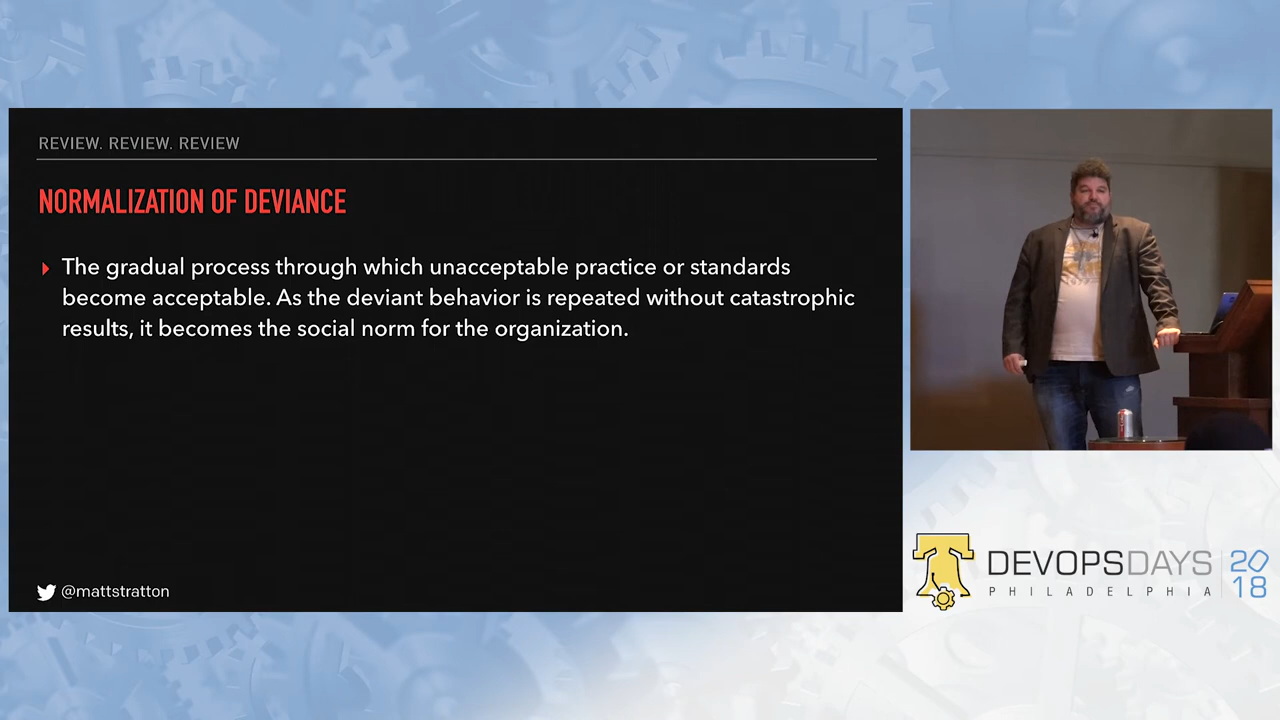 REVIEW. REVIEW. REVIEW
NORMALIZATION OF DEVIANCE
The gradual process through which unacceptable practice or standards
become acceptable. As the deviant behavior is repeated without catastrophic
results, it becomes the social norm for the organization.
@mattstratton
DEVOPSDAYS
PHILADELPHIA
20
18